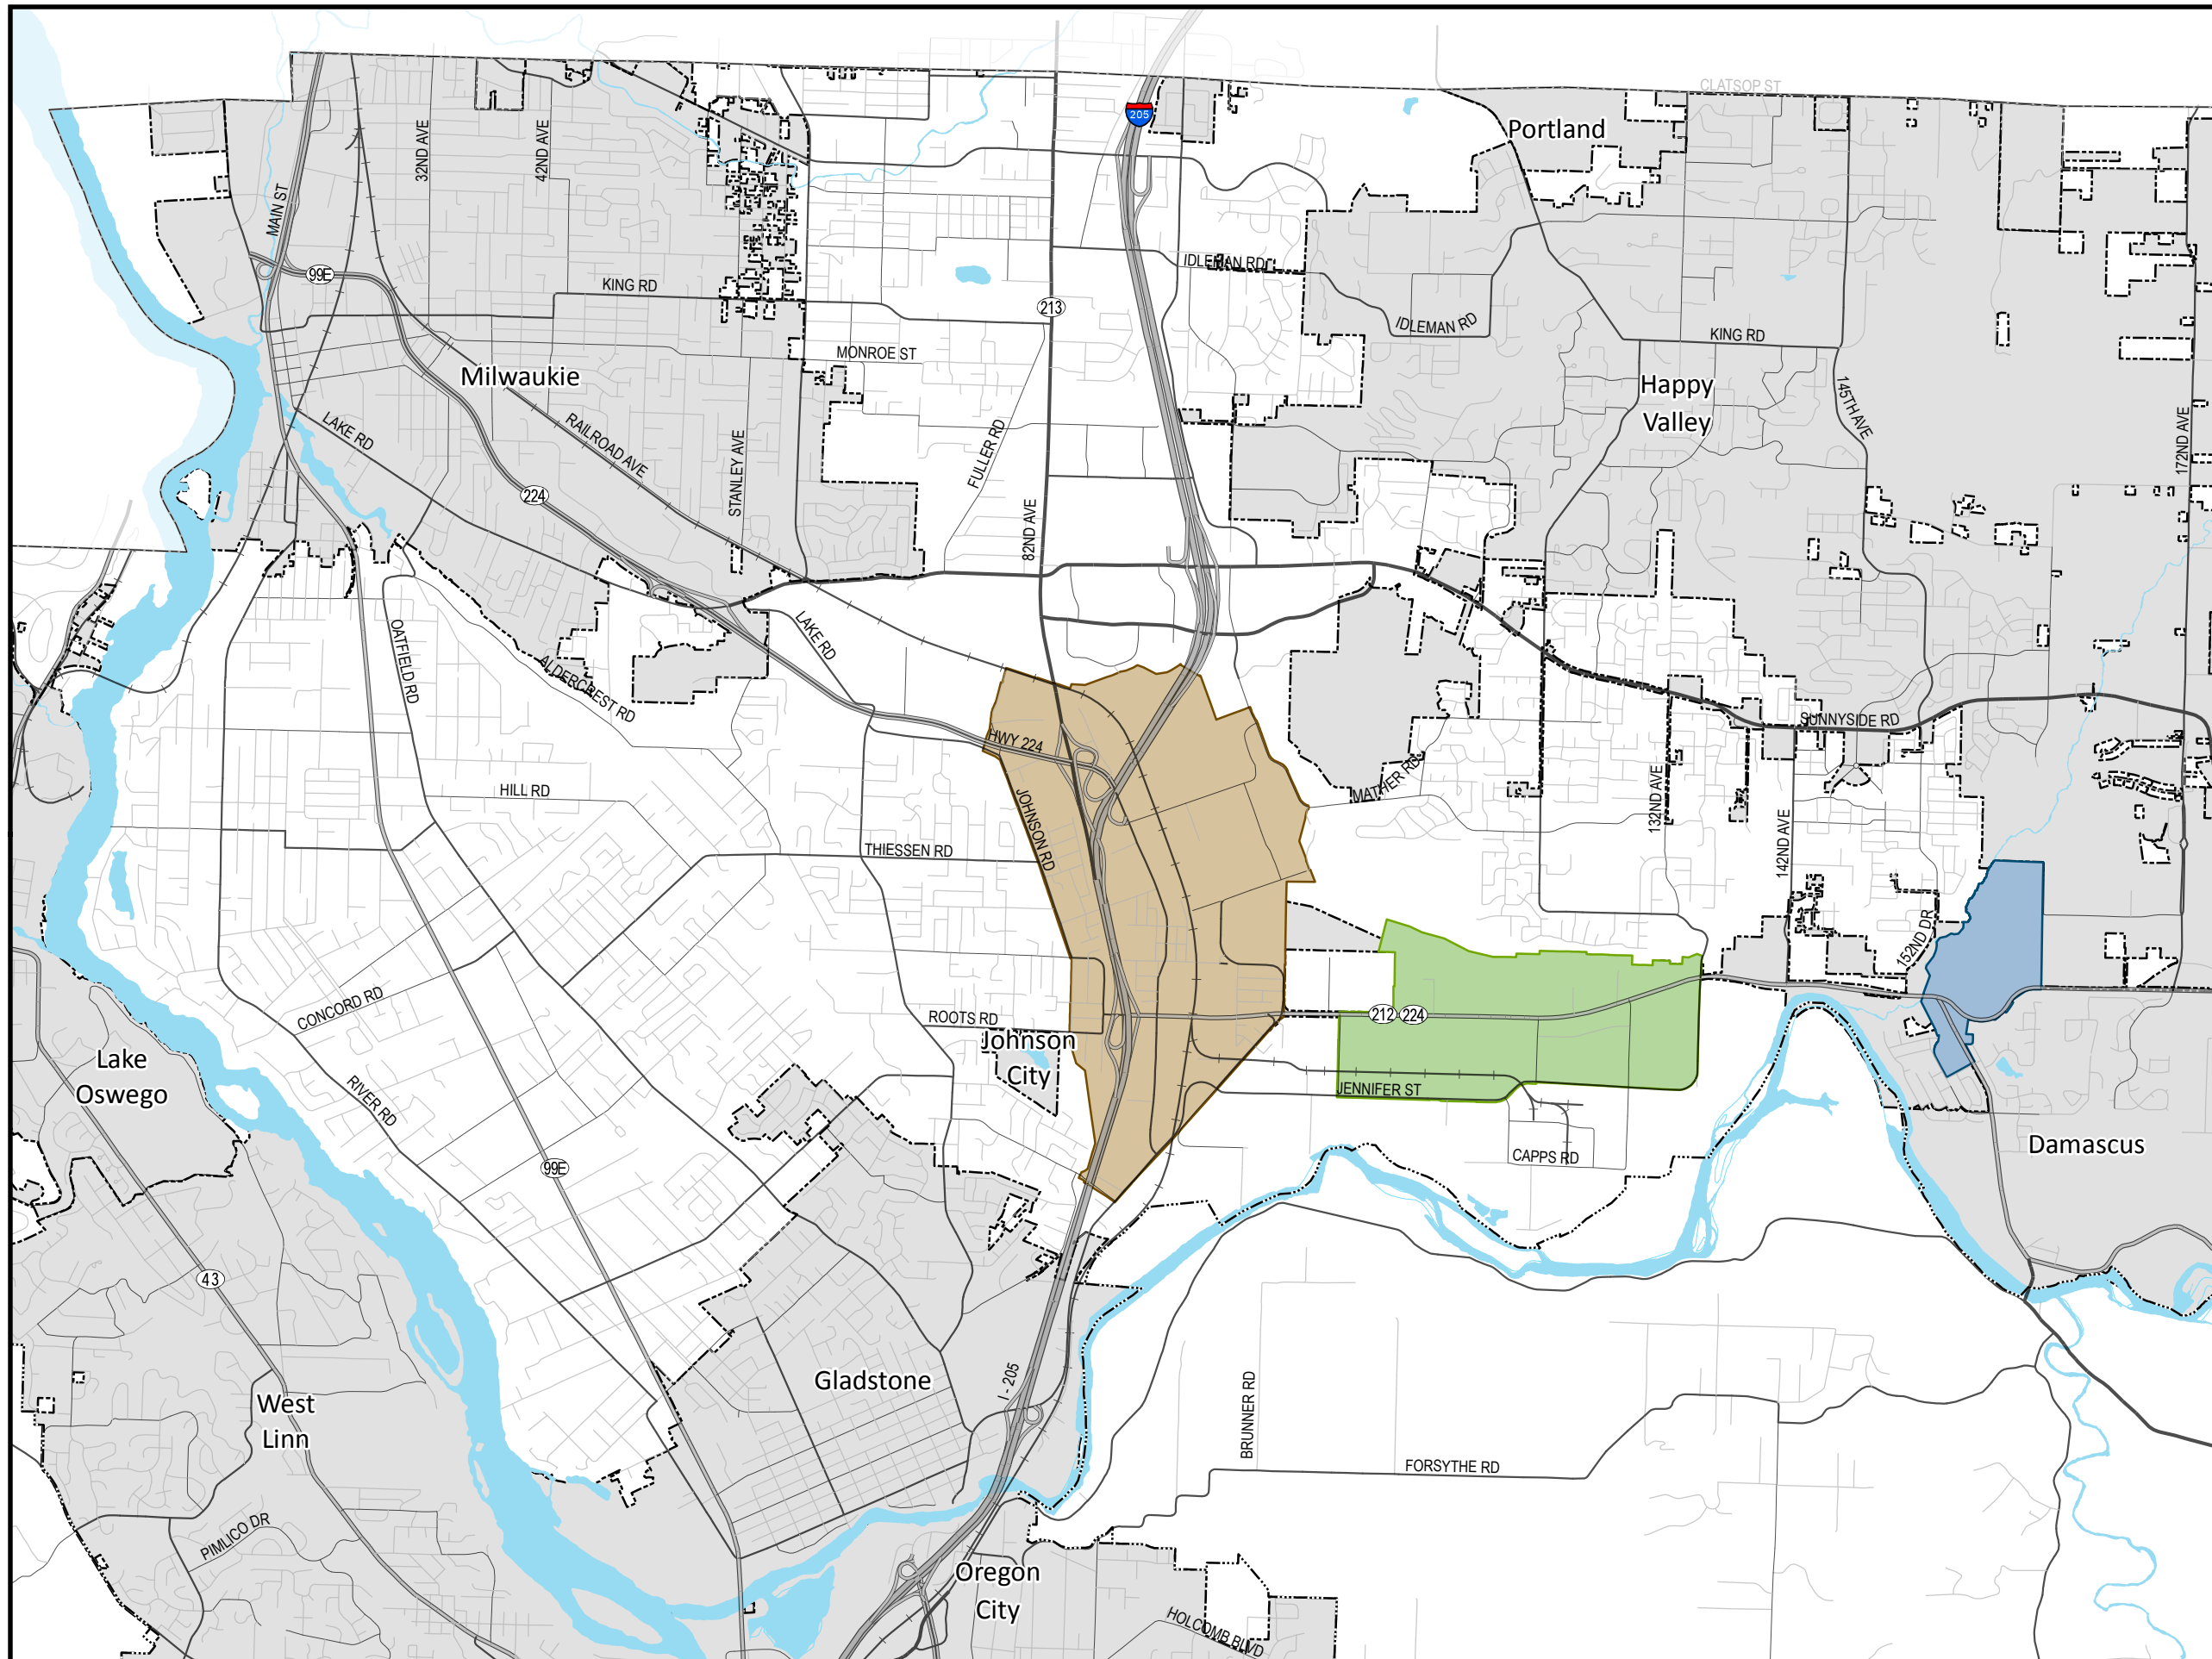 CLATSOP ST
205
Portland
32ND AVE
42ND AVE
MAIN ST
99E
IDLEMAN RD
KING RD
213
IDLEMAN RD
KING RD
MONROE ST
Milwaukie
Happy
Valley
145TH AVE
172ND AVE
LAKE RD
RAILROAD AVE
STANLEY AVE
FULLER RD
224
82ND AVE
OATFIELD RD
LAKE RD
ALDERCREST RD
SUNNYSIDE RD
HWY 224
MATHER RD
132ND AVE
142ND AVE
HILL RD
JOHNSON RD
THIESSEN RD
152ND DR
CONCORD RD
ROOTS RD
212
224
Johnson
City
Lake
Oswego
RIVER RD
JENNIFER ST
Damascus
CAPPS RD
99E
43
Gladstone
I - 205
West
Linn
BRUNNER RD
FORSYTHE RD
PIMLICO DR
Oregon
City
HOLCOMB BLVD